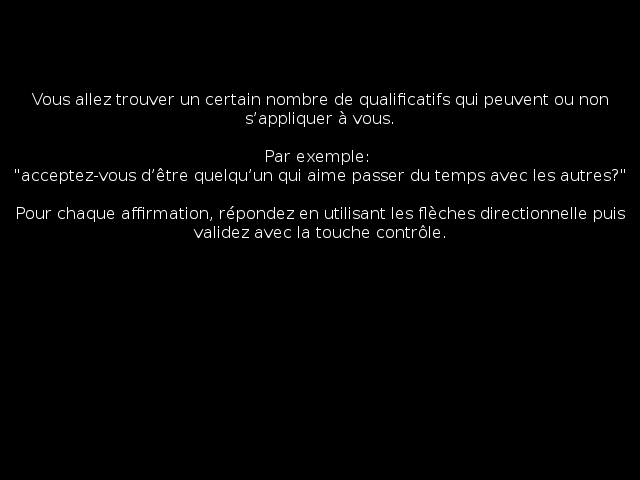 Vous allez trouver un certain nombre de qualificatifs qui peuvent ou non
s’appliquer à vous.
Par exemple:
"acceptez-vous d’être quelqu’un qui aime passer du temps avec les autres?"
Pour chaque affirmation, répondez en utilisant les flèches directionnelle puis
validez avec la touche contrôle.